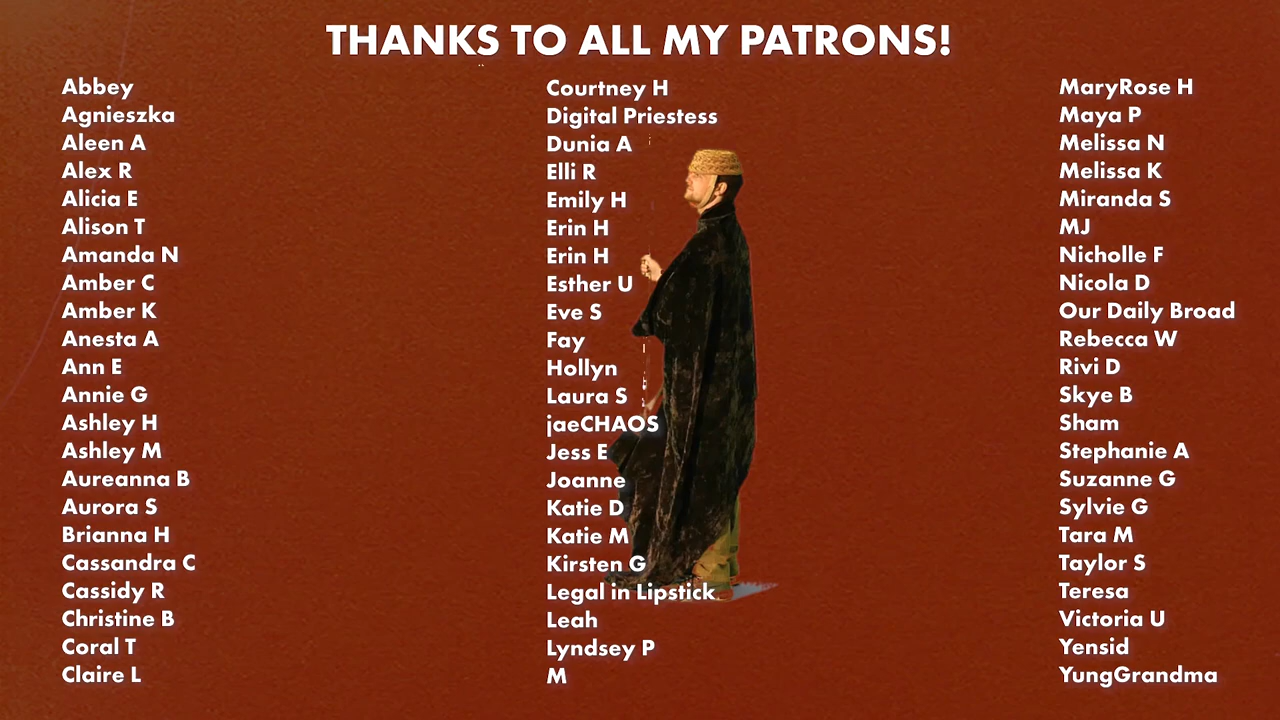 THANKS TO ALL MY PATRONS!
Abbey
Agnieszka
Aleen A
Alex R
Alicia E
Alison T
Amanda N
Amber C
Amber K
Anesta A
Ann E
Annie G
Ashley H
Ashley M
Aureanna B
Aurora S
Brianna H
Cassandra C
Cassidy R
Christine B
Coral T
Claire L
Courtney H
Digital Priestess
Dunia A
Elli R
Emily H
Erin H
Erin H
Esther U
Eve S
Fay
Hollyn
Laura S
jaeCHAOS
Jess E
Joanne
Katie D
Katie M
Kirsten G
Legal in Lipstick
Leah
Lyndsey P
M
MaryRose H
Maya P
Melissa N
Melissa K
Miranda S
MJ
Nicholle F
Nicola D
Our Daily Broad
Rebecca W
Rivi D
Skye B
Sham
Stephanie A
Suzanne G
Sylvie G
Tara M
Taylor S
Teresa
Victoria U
Yensid
YungGrandma